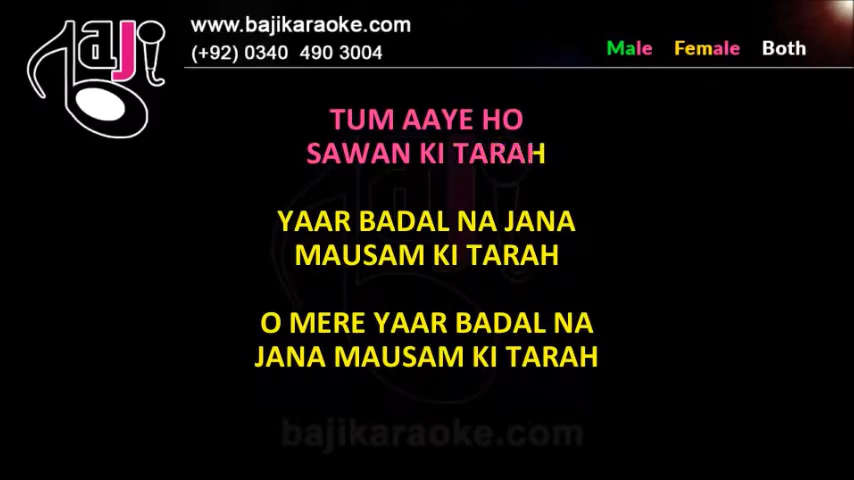 baji
www.bajikaraoke.com
(+92) 0340 490 3004
Male Female Both
TUM AAYE HO
SAWAN KI TARAH
YAAR BADAL NA JANA
MAUSAM KI TARAH
O MERE YAAR BADAL NA
JANA MAUSAM KI TARAH
bajikaraoke.com